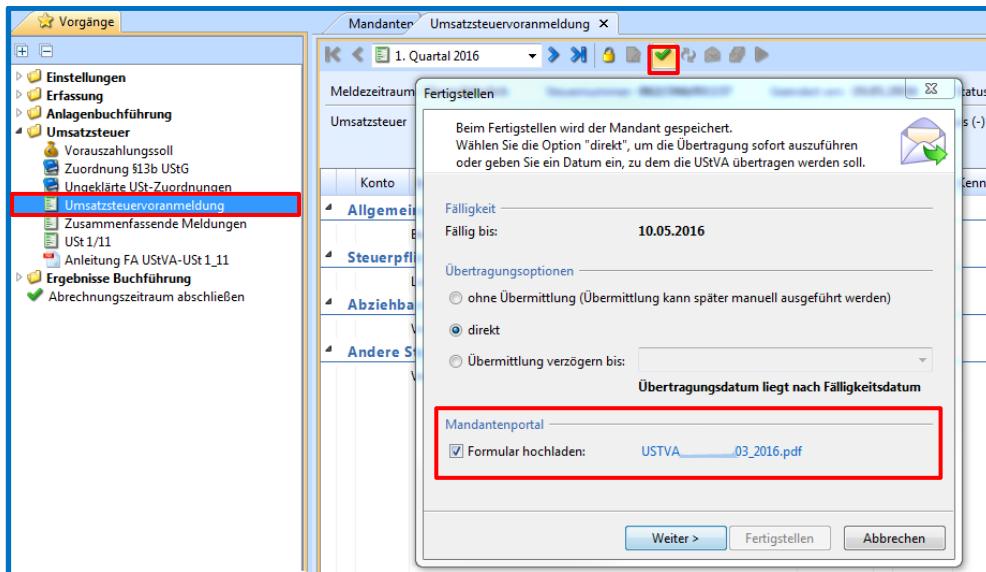 Vorgänge
Mandanten
Umsatzsteuervoranmeldung
1. Quartal 2016
Einstellungen
Erfassung
Anlagenbuchführung
Umsatzsteuer
Vorauszahlungssoll
Zuordnung §13b UStG
Ungeklärte USt-Zuordnungen
Umsatzsteuervoranmeldung
Zusammenfassende Meldungen
USt 1/11
Anleitung FA UStVA-USt 1_11
Ergebnisse Buchführung
Abrechnungszeitraum abschließen
Meldezeitraum
Umsatzsteuer
Konto
Allgemei
Steuerpfli
Abziehba
Andere St
Fertigstellen
Beim Fertigstellen wird der Mandant gespeichert.
Wählen Sie die Option "direkt", um die Übertragung sofort auszuführen
oder geben Sie ein Datum ein, zu dem die UStVA übertragen werden soll.
Fälligkeit
Fällig bis: 10.05.2016
Übertragungsoptionen
ohne Übermittlung (Übermittlung kann später manuell ausgeführt werden)
direkt
Übermittlung verzögern bis:
Übertragungsdatum liegt nach Fälligkeitsdatum
Mandantenportal
Formular hochladen: USTVA_ _03_2016.pdf
Weiter > Fertigstellen Abbrechen